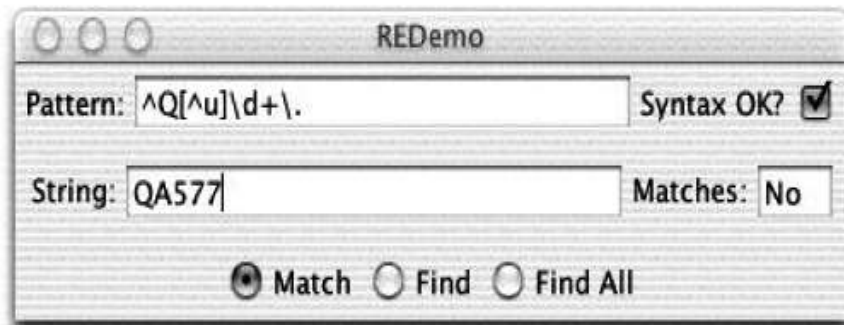 REDemo
Pattern: ^Q[^u]\d+\. Syntax OK?
String: QA577 Matches: No
Match Find Find All